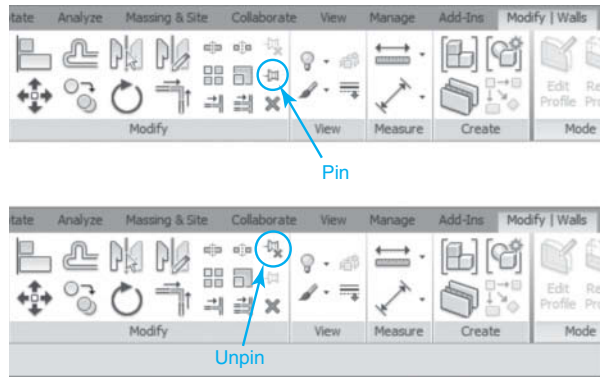 tate Analyze Massing & Site Collaborate View Manage Add-Ins Modify | Walls
Edit Re
Profile Pro
Modify View Measure Create Mode
Pin
tate Analyze Massing & Site Collaborate View Manage Add-Ins Modify | Walls
Edit Re
Profile Pro
Modify View Measure Create Mode
Unpin